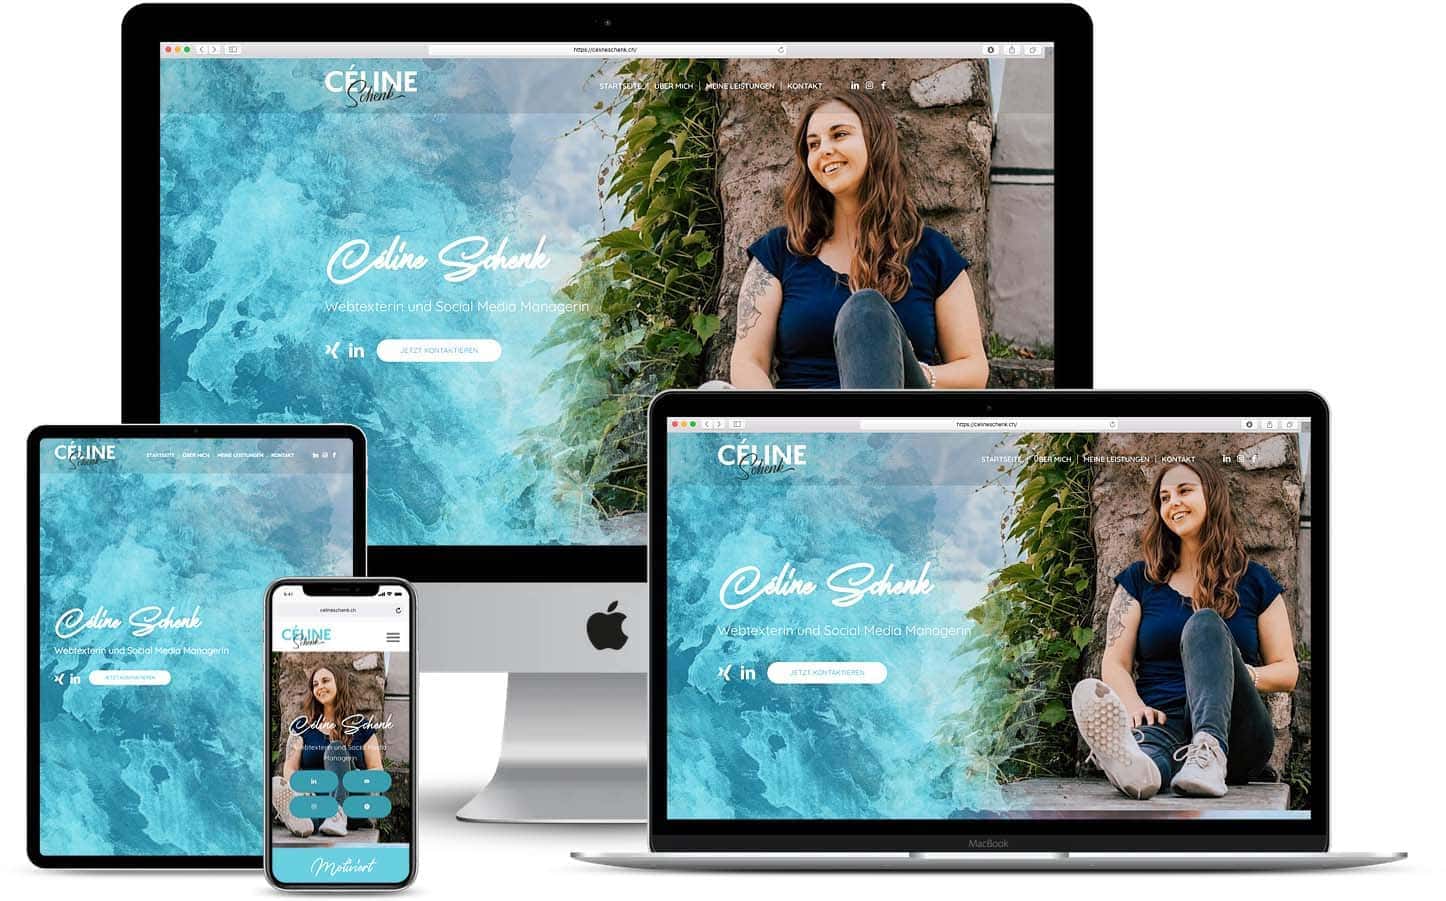 https://celineschenk.ch/
CÉLINE
Schenk
STARTSEITE | ÜBER MICH | MEINE LEISTUNGEN | KONTAKT
Céline Schenk
Webtexterin und Social Media Managerin
in JETZT KONTAKTIEREN
CÉLINE
Schenk
STARTSEITE ÜBER MICH MEINE LEISTUNGEN KONTAKT
Céline Schenk
Webtexterin und Social Media Managerin
in JETZT KONTAKTIEREN
9:41
celineschenk.ch
CÉLINE
Schenk
Céline Schenk
Webtexterin und Social Media
Managerin
Motiviert
https://celineschenk.ch/
CÉLINE
Schenk
STARTSEITE | ÜBER MICH | MEINE LEISTUNGEN | KONTAKT
Céline Schenk
Webtexterin und Social Media Managerin
in JETZT KONTAKTIEREN
MacBook